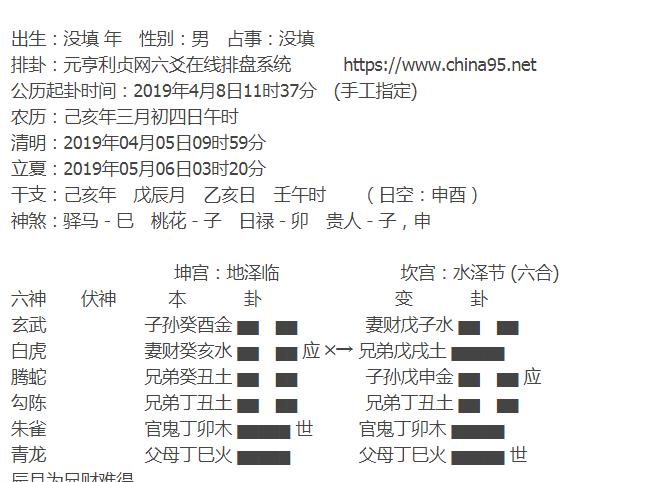 出生：没填 年 性别：男 占事：没填
排卦：元亨利贞网六爻在线排盘系统 https://www.china95.net
公历起卦时间：2019年4月8日11时37分 (手工指定)
农历：己亥年三月初四日午时
清明：2019年04月05日09时59分
立夏：2019年05月06日03时20分
干支：己亥年 戊辰月 乙亥日 壬午时 （日空：申酉）
神煞：驿马－巳 桃花－子 日禄－卯 贵人－子，申
坤宫：地泽临 坎宫：水泽节 (六合)
六神 伏神 本 卦 变 卦
玄武 子孙癸酉金 妻财戊子水
白虎 妻财癸亥水 应 ×→ 兄弟戊戌土
腾蛇 兄弟癸丑土 子孙戊申金 应
勾陈 兄弟丁丑土 兄弟丁丑土
朱雀 官鬼丁卯木 世 官鬼丁卯木
青龙 父母丁巳火 父母丁巳火 世
辰月为兄财难得